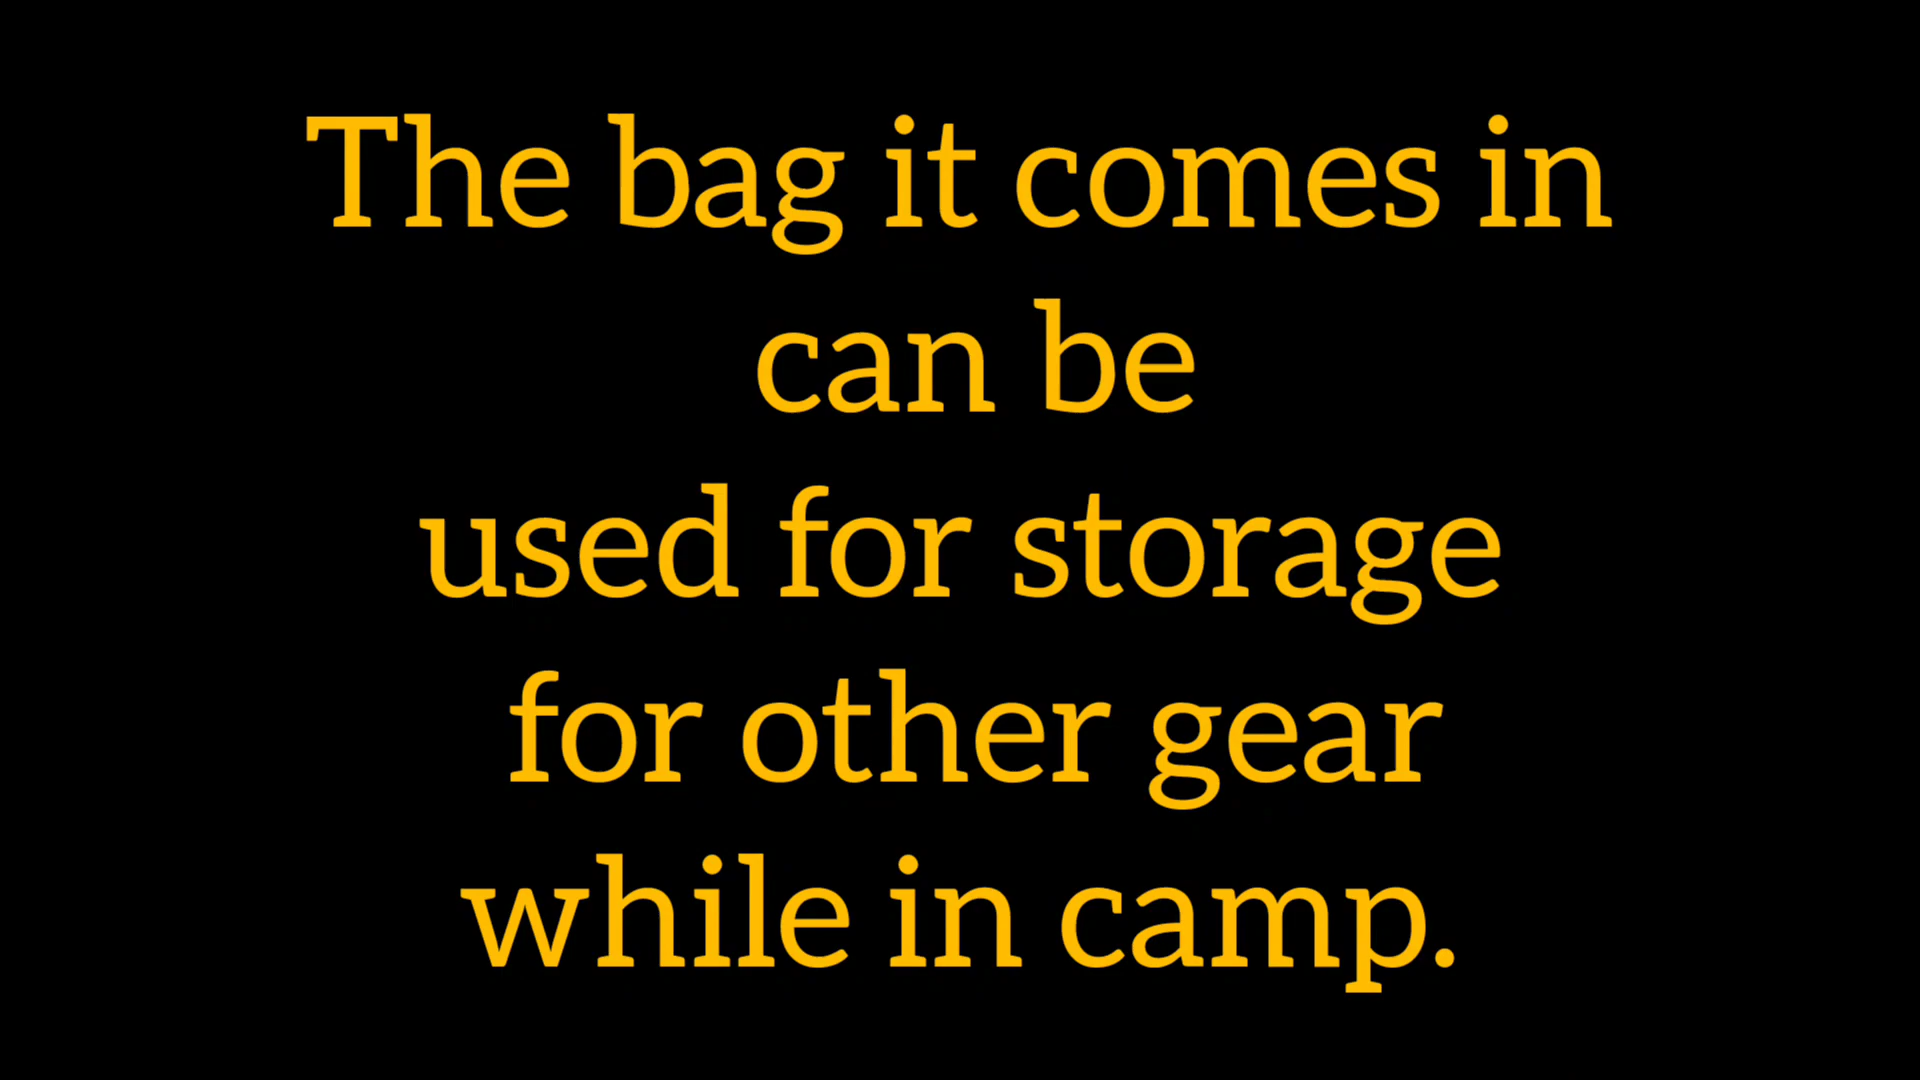 The bag it comes in
can be
used for storage
for other gear
while in camp.